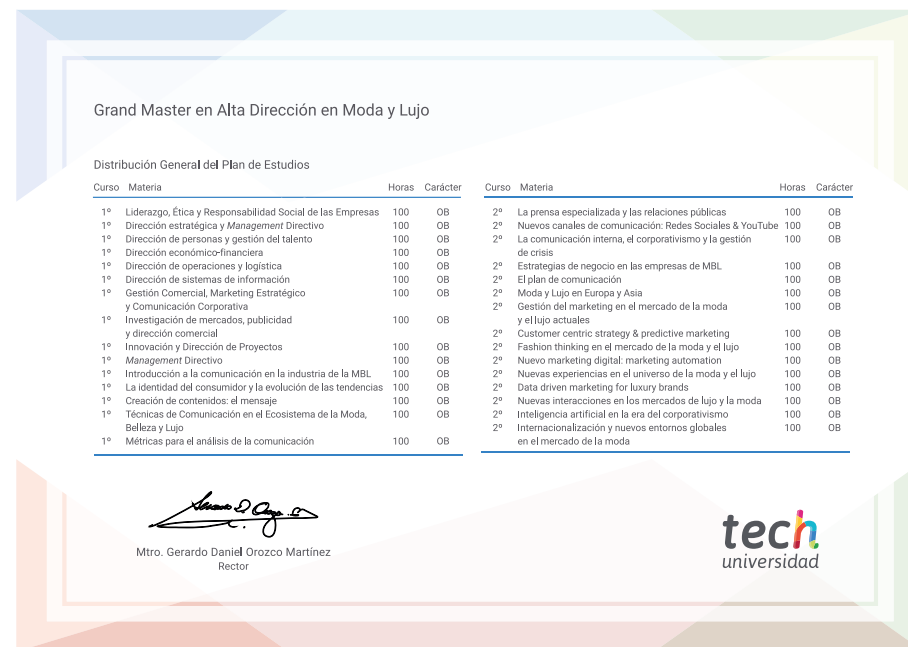 Grand Master en Alta Dirección en Moda y Lujo
Distribución General del Plan de Estudios
Curso Materia Horas Carácter
1º Liderazgo, Ética y Responsabilidad Social de las Empresas 100 OB
1º Dirección estratégica y Management Directivo 100 OB
1º Dirección de personas y gestión del talento 100 OB
1º Dirección económico-financiera 100 OB
1º Dirección de operaciones y logística 100 OB
1º Dirección de sistemas de información 100 OB
1º Gestión Comercial, Marketing Estratégico 100 OB
y Comunicación Corporativa
1º Investigación de mercados, publicidad 100 OB
y dirección comercial
1º Innovación y Dirección de Proyectos 100 OB
1º Management Directivo 100 OB
1º Introducción a la comunicación en la industria de la MBL 100 OB
1º La identidad del consumidor y la evolución de las tendencias 100 OB
1º Creación de contenidos: el mensaje 100 OB
1º Técnicas de Comunicación en el Ecosistema de la Moda, 100 OB
Belleza y Lujo
1º Métricas para el análisis de la comunicación 100 OB
Curso Materia Horas Carácter
2º La prensa especializada y las relaciones públicas 100 OB
2º Nuevos canales de comunicación: Redes Sociales & YouTube 100 OB
2º La comunicación interna, el corporativismo y la gestión 100 OB
de crisis
2º Estrategias de negocio en las empresas de MBL 100 OB
2º El plan de comunicación 100 OB
2º Moda y Lujo en Europa y Asia 100 OB
2º Gestión del marketing en el mercado de la moda 100 OB
y el lujo actuales
2º Customer centric strategy & predictive marketing 100 OB
2º Fashion thinking en el mercado de la moda y el lujo 100 OB
2º Nuevo marketing digital: marketing automation 100 OB
2º Nuevas experiencias en el universo de la moda y el lujo 100 OB
2º Data driven marketing for luxury brands 100 OB
2º Nuevas interacciones en los mercados de lujo y la moda 100 OB
2º Inteligencia artificial en la era del corporativismo 100 OB
2º Internacionalización y nuevos entornos globales 100 OB
en el mercado de la moda
Mtro. Gerardo Daniel Orozco Martínez
Rector
tech
universidad